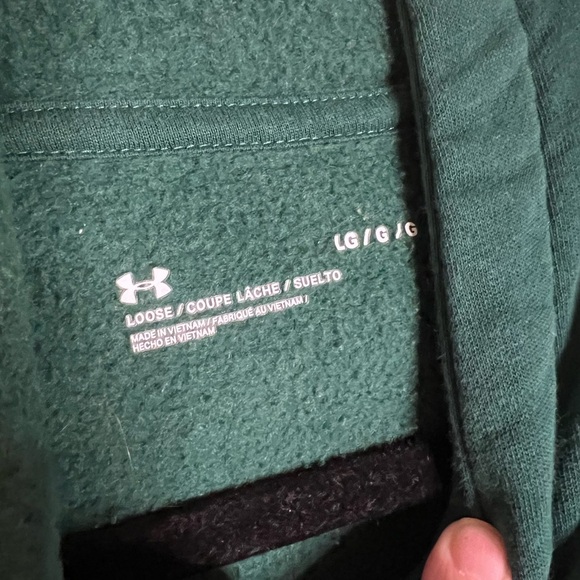 LG / G / G
LOOSE / COUPE LÂCHE / SUELTO
MADE IN VIETNAM / FABRIQUÉ AU VIETNAM /
HECHO EN VIETNAM